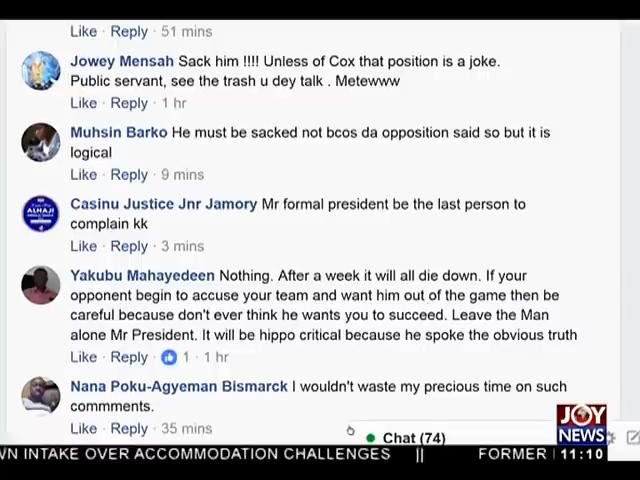 Like · Reply · 51 mins
Jowey Mensah Sack him !!!! Unless of Cox that position is a joke.
Public servant, see the trash u dey talk . Metewww
Like · Reply · 1 hr
Muhsin Barko He must be sacked not bcos da opposition said so but it is
logical
Like · Reply · 9 mins
Casinu Justice Jnr Jamory Mr formal president be the last person to
complain kk
Like · Reply · 3 mins
Yakubu Mahayedeen Nothing. After a week it will all die down. If your
opponent begin to accuse your team and want him out of the game then be
careful because don't ever think he wants you to succeed. Leave the Man
alone Mr President. It will be hippo critical because he spoke the obvious truth
Like · Reply · 1 · 1 hr
Nana Poku-Agyeman Bismarck I wouldn't waste my precious time on such
commments.
Like · Reply · 35 mins
Chat (74)
JOY
NEWS
WN INTAKE OVER ACCOMMODATION CHALLENGES || FORMER 11:10